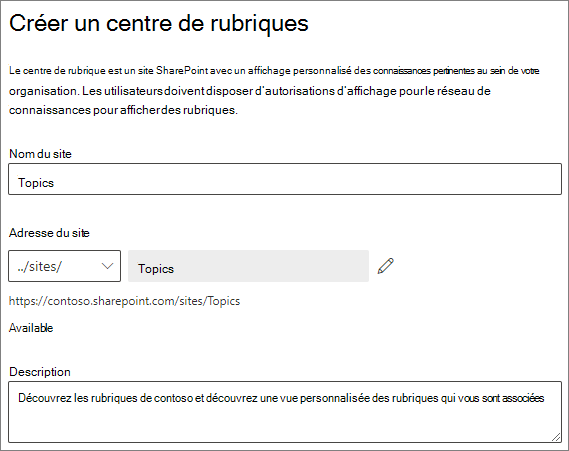 Créer un centre de rubriques
Le centre de rubrique est un site SharePoint avec un affichage personnalisé des connaissances pertinentes au sein de votre
organisation. Les utilisateurs doivent disposer d'autorisations d'affichage pour le réseau de
connaissances pour afficher des rubriques.
Nom du site
Topics
Adresse du site
../sites/ Topics
https://contoso.sharepoint.com/sites/Topics
Available
Description
Découvrez les rubriques de contoso et découvrez une vue personnalisée des rubriques qui vous sont associées